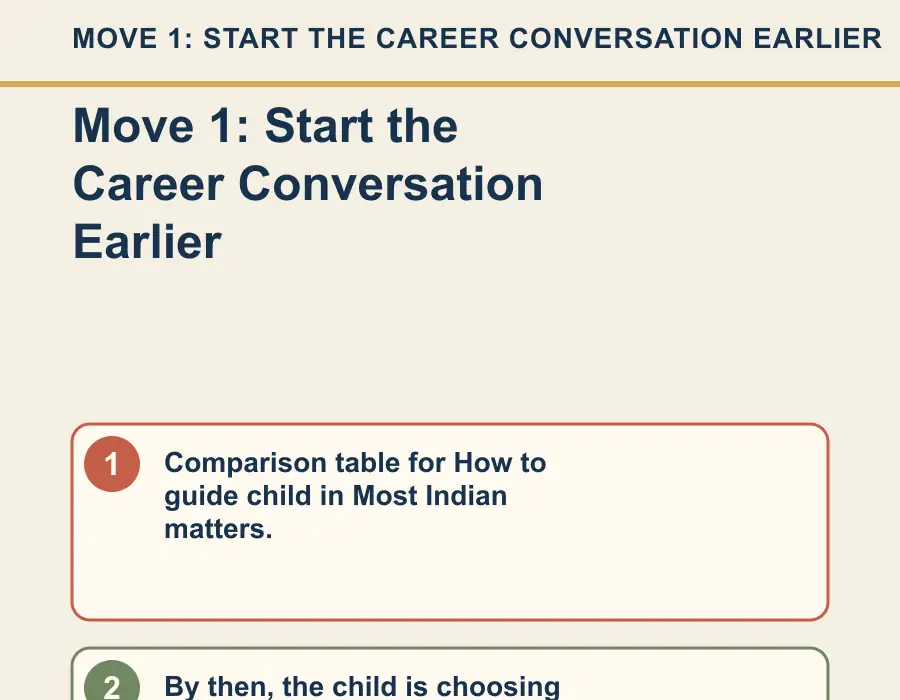 MOVE 1: START THE CAREER CONVERSATION EARLIER
Move 1: Start the
Career Conversation
Earlier
1
Comparison table for How to
guide child in Most Indian
matters.
2
By then, the child is choosing